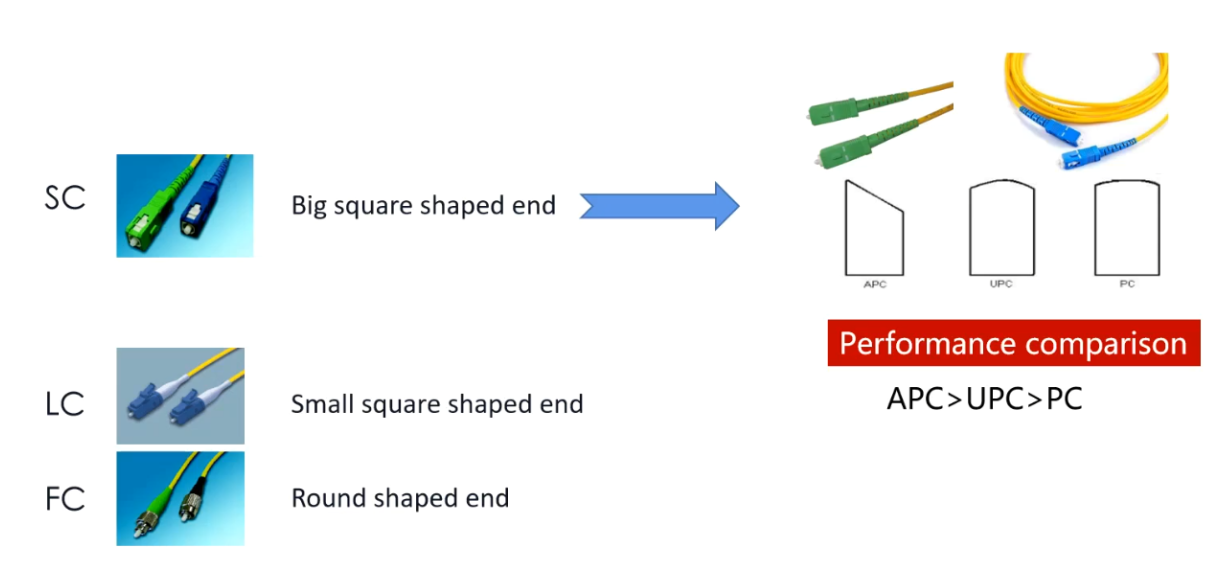 SC
Big square shaped end
APC
UPC
PC
Performance comparison
APC>UPC>PC
LC
Small square shaped end
FC
Round shaped end